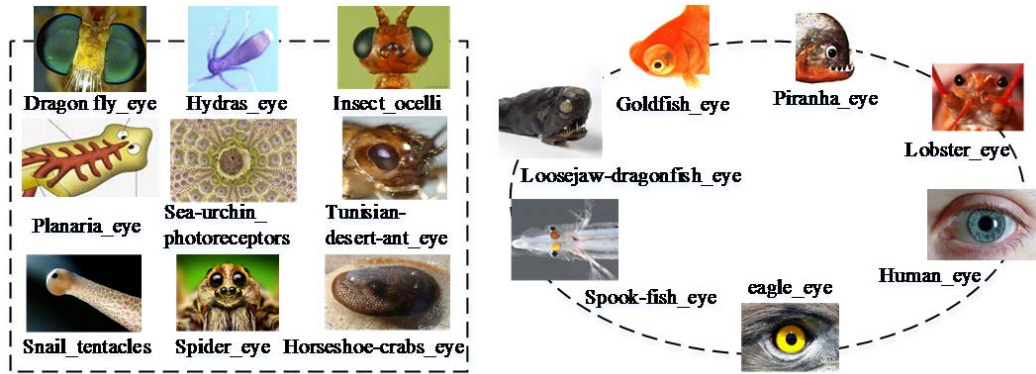 Dragon fly_eye
Hydras_eye
Insect_ocelli
Planaria_eye
Sea-urchin_
photoreceptors
Tunisian-
desert-ant_eye
Snail_tentacles
Spider_eye
Horseshoe-crabs_eye
Goldfish_eye
Piranha_eye
Lobster_eye
Loosejaw-dragonfish_eye
Human_eye
Spook-fish_eye
eagle_eye